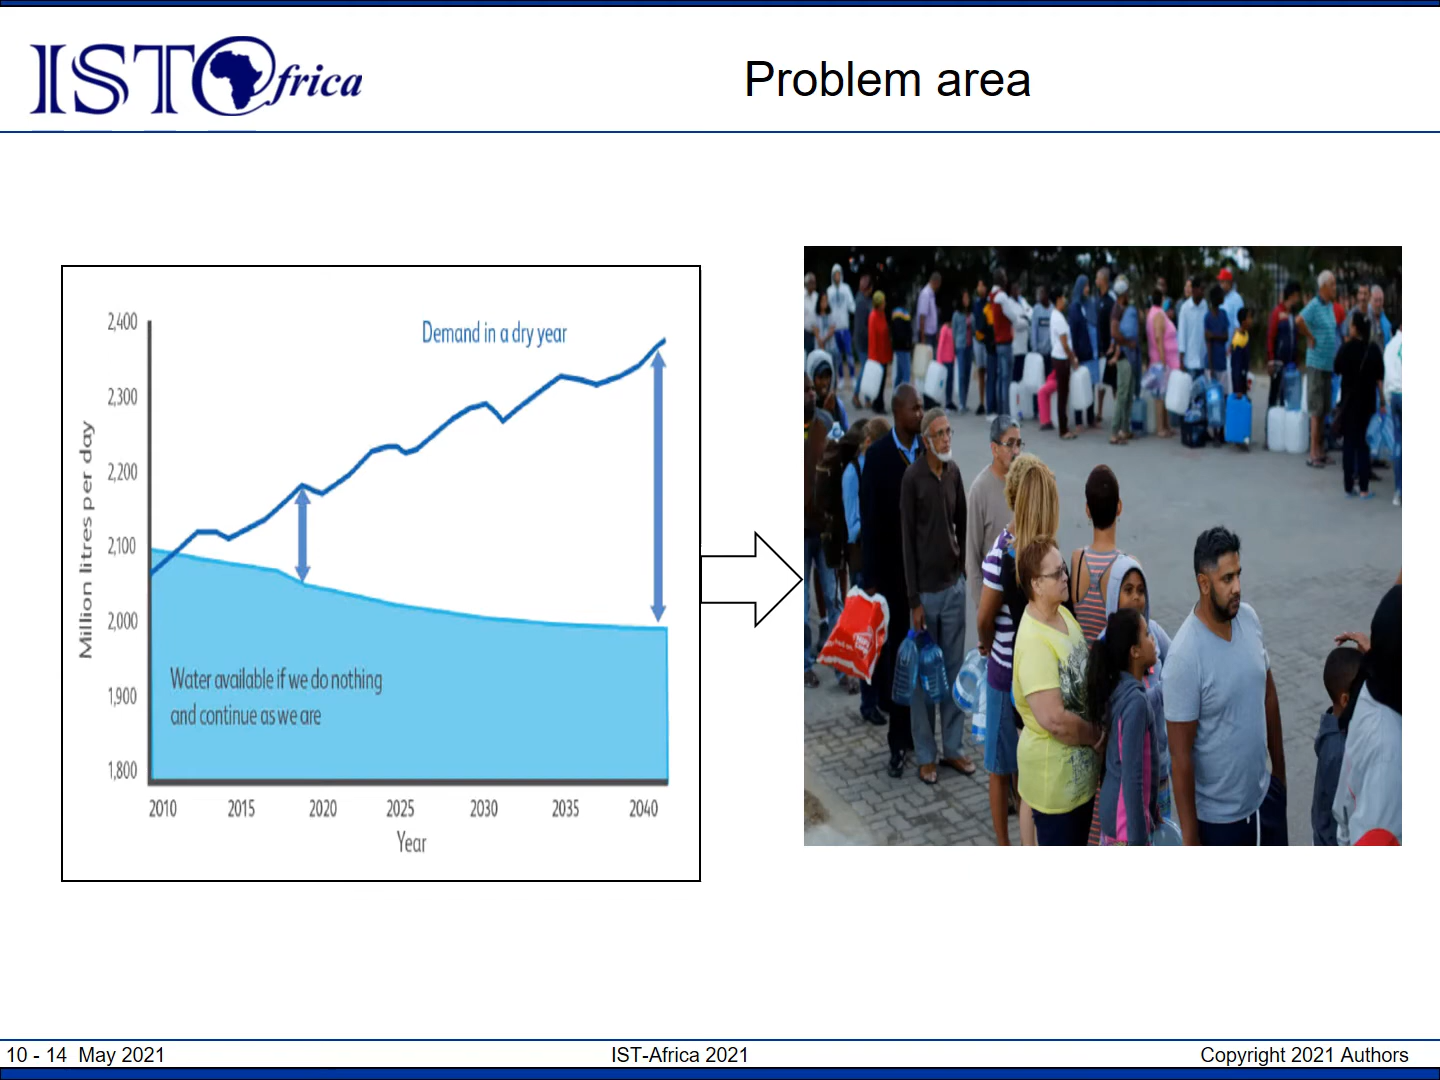 IST Africa
Problem area
2,400
2,300
2,200
2,100
2,000
1,900
1,800
Million litres per day
Demand in a dry year
Water available if we do nothing
and continue as we are
2010 2015 2020 2025 2030 2035 2040
Year
10 - 14 May 2021
IST-Africa 2021
Copyright 2021 Authors